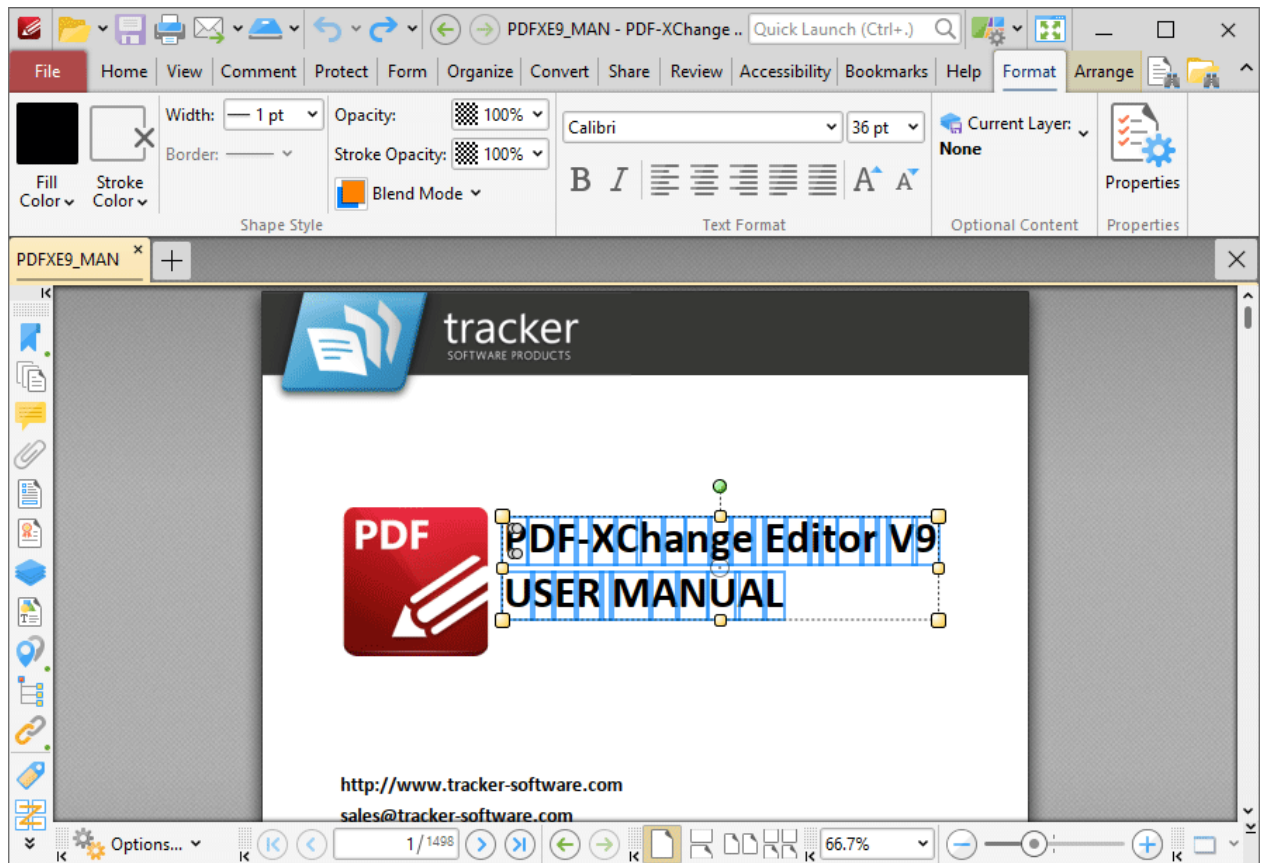 PDFXE9_MAN - PDF-XChange .. Quick Launch (Ctrl+.)
File Home View Comment Protect Form Organize Convert Share Review Accessibility Bookmarks Help Format Arrange
Width: 1 pt Opacity: 100% Calibri 36 pt Current Layer:
None
Border: Stroke Opacity: 100%
B I A A
Fill Color Stroke Color Blend Mode Properties
Shape Style Text Format Optional Content Properties
PDFXE9_MAN
tracker
SOFTWARE PRODUCTS
PDF
PDF-XChange Editor V9
USER MANUAL
http://www.tracker-software.com
sales@tracker-software.com
Options... 1/1498 66.7%